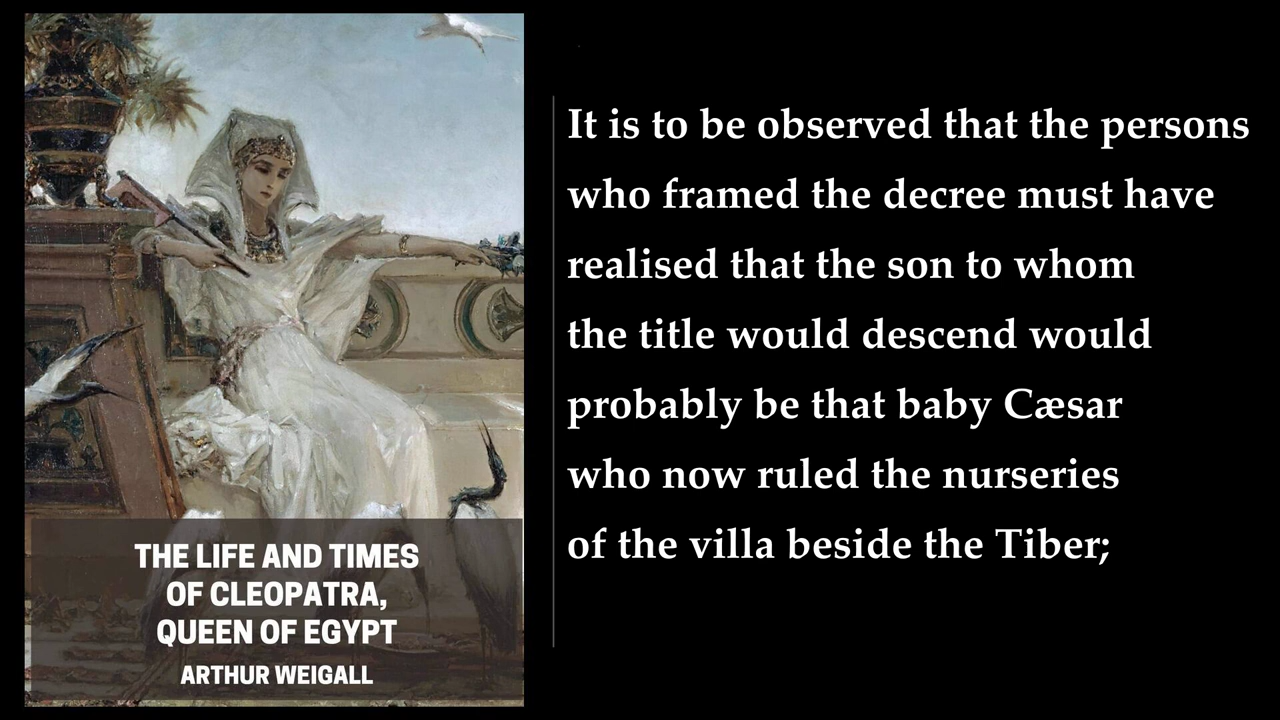 THE LIFE AND TIMES
OF CLEOPATRA,
QUEEN OF EGYPT
ARTHUR WEIGALL
It is to be observed that the persons
who framed the decree must have
realised that the son to whom
the title would descend would
probably be that baby Cæsar
who now ruled the nurseries
of the villa beside the Tiber;